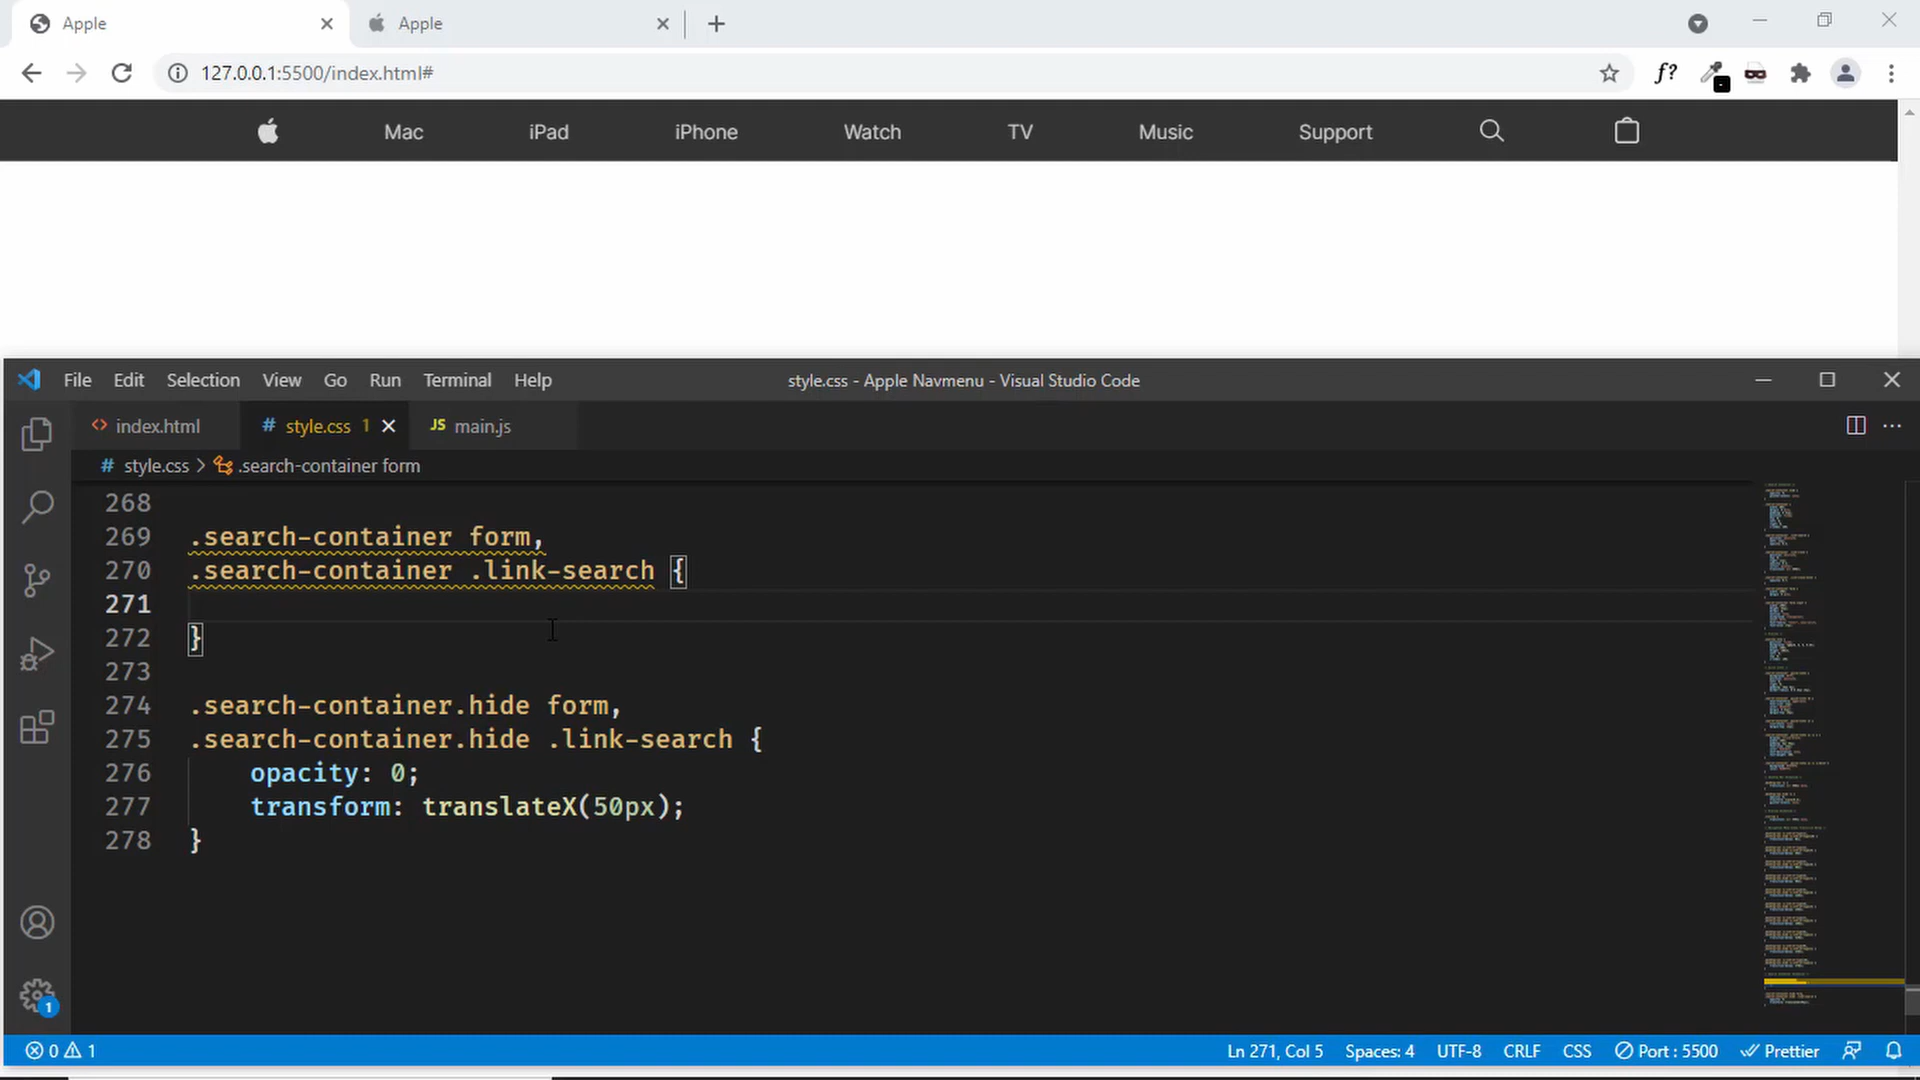 Apple
Apple
127.0.0.1:5500/index.html#
f?
Mac iPad iPhone Watch TV Music Support
File Edit Selection View Go Run Terminal Help
style.css - Apple Navmenu - Visual Studio Code
<> index.html
# style.css 1
JS main.js
# style.css > .search-container form
268
269 .search-container form,
270 .search-container .link-search {
271
272 }
273
274 .search-container.hide form,
275 .search-container.hide .link-search {
276 opacity: 0;
277 transform: translateX(50px);
278 }
1
0 1
Ln 271, Col 5 Spaces: 4 UTF-8 CRLF CSS Port : 5500 Prettier